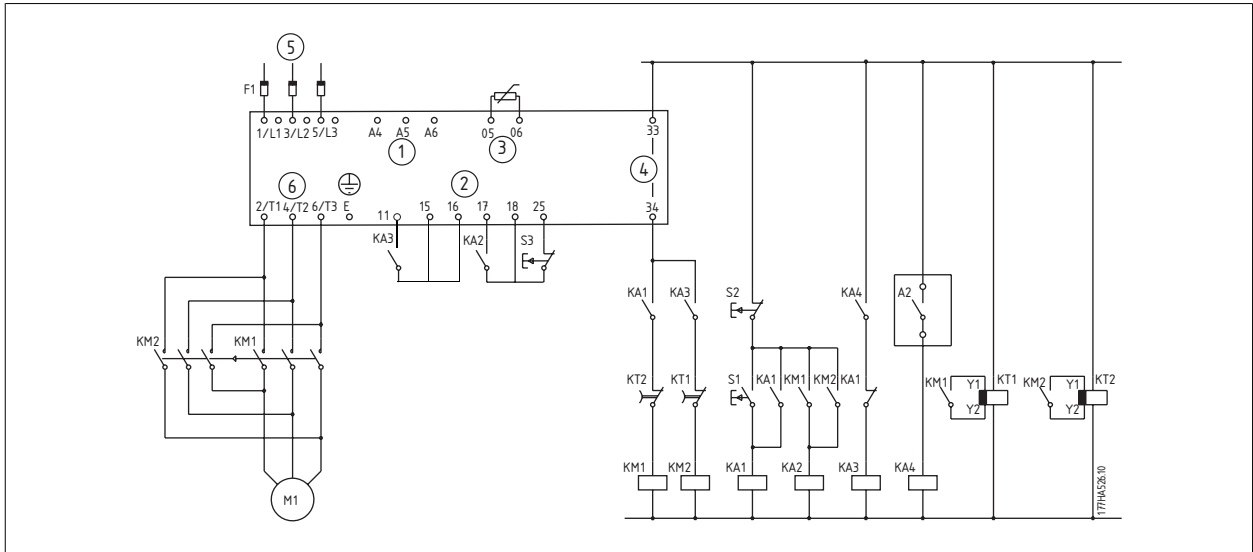 5
F1
1/L1 3/L2 5/L3 A4 A5 A6 05 06 33
1 3 4
6 2
2/T1 4/T2 6/T3 E 11 15 16 17 18 25 34
KA3 KA2 S3
KA1 KA3 S2 KA4 A2
KM2 KM1
KT2 KT1 S1 KA1 KM1 KM2 KA1 KM1 Y1 KT1 KM2 Y1 KT2
Y2 Y2
KM1 KM2 KA1 KA2 KA3 KA4
M1
177HA526.10